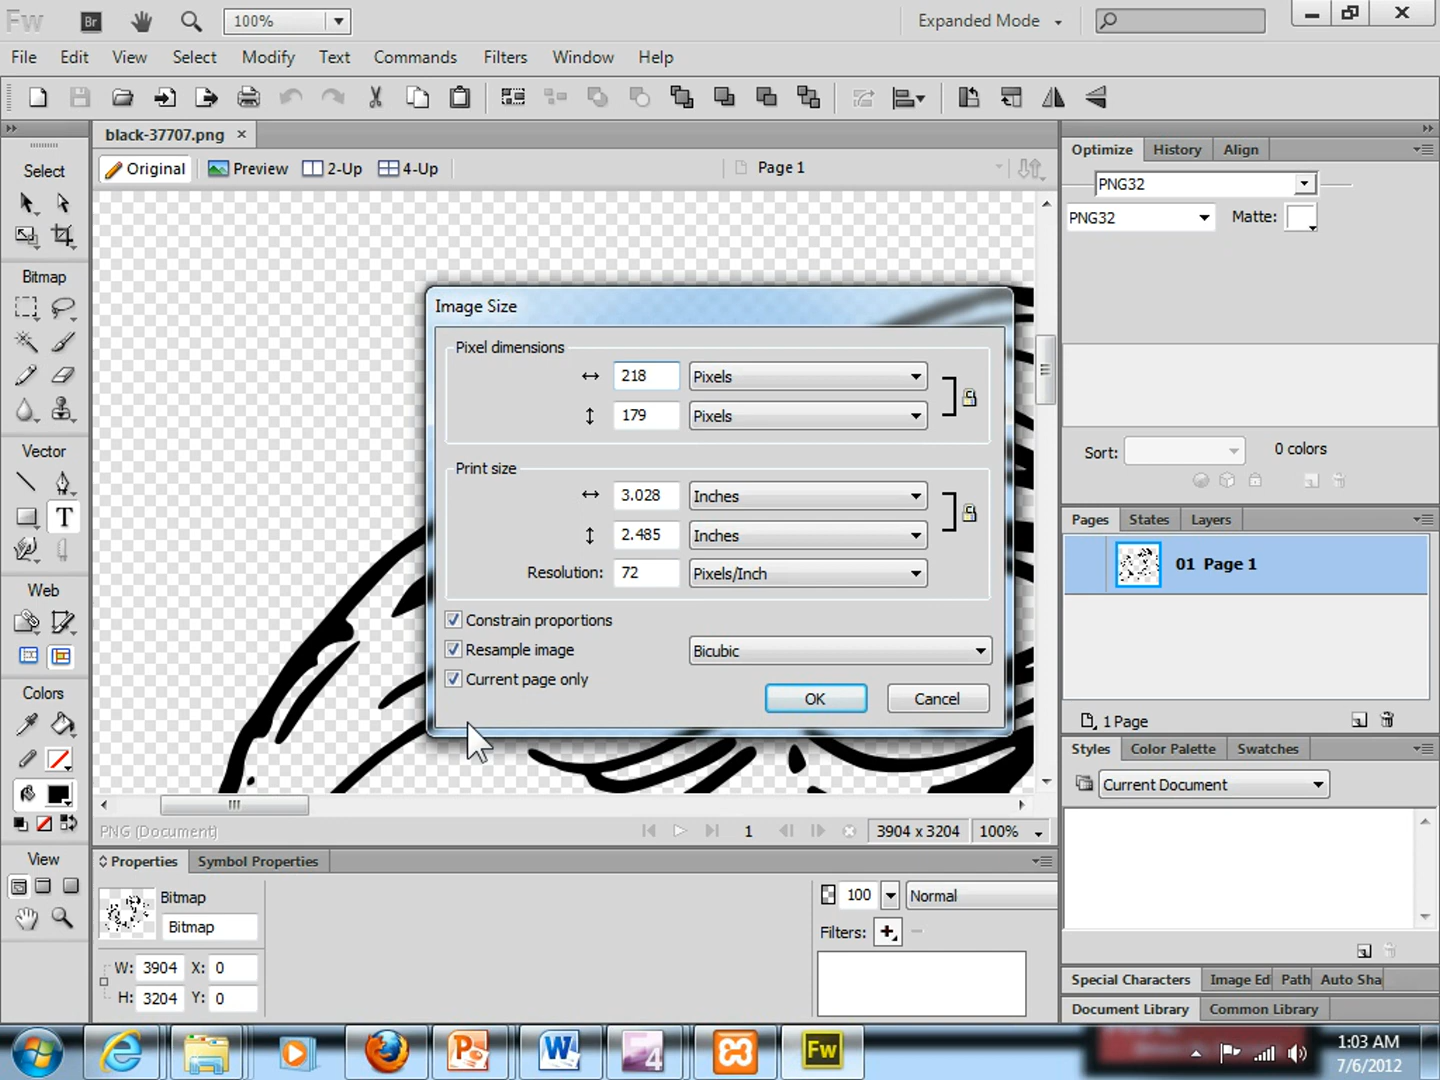 Fw Br 100% Expanded Mode
File Edit View Select Modify Text Commands Filters Window Help
black-37707.png
Original Preview 2-Up 4-Up Page 1
Select
Bitmap
Vector
T
Web
Colors
View
Image Size
Pixel dimensions
218 Pixels
179 Pixels
Print size
3.028 Inches
2.485 Inches
Resolution: 72 Pixels/Inch
Constrain proportions
Resample image Bicubic
Current page only
OK Cancel
PNG (Document) 1 3904 x 3204 100%
Properties Symbol Properties
Bitmap
Bitmap
W: 3904 X: 0
H: 3204 Y: 0
100 Normal
Filters:
Optimize History Align
PNG32
PNG32 Matte:
Sort: 0 colors
Pages States Layers
01 Page 1
1 Page
Styles Color Palette Swatches
Current Document
Special Characters Image Ed Path Auto Sha
Document Library Common Library
P W 4 Fw
1:03 AM
7/6/2012